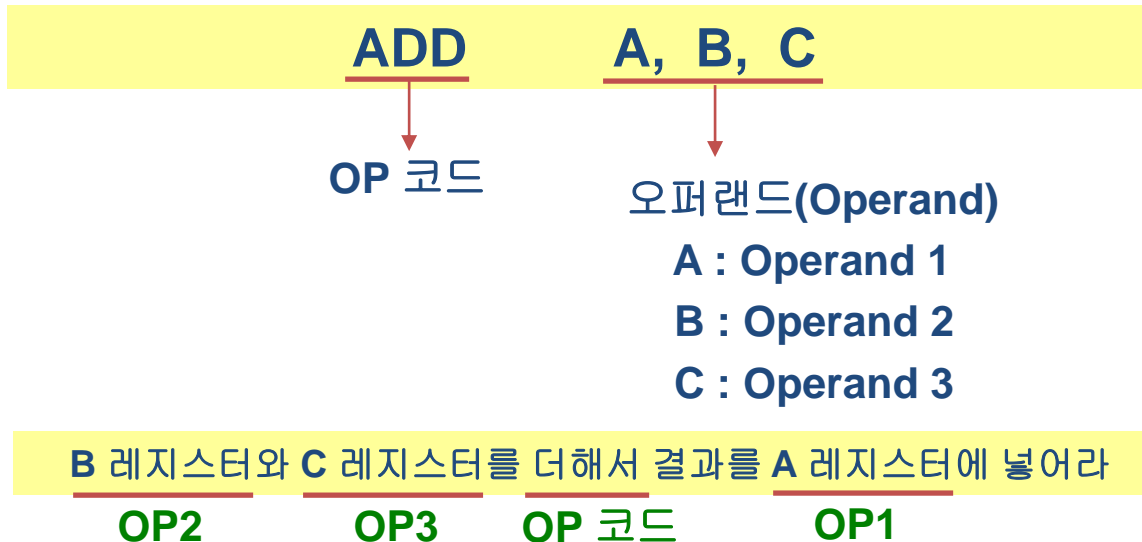 ADD A, B, C
OP 코드
오퍼랜드(Operand)
A : Operand 1
B : Operand 2
C : Operand 3
B 레지스터와 C 레지스터를 더해서 결과를 A 레지스터에 넣어라
OP2 OP3 OP 코드 OP1